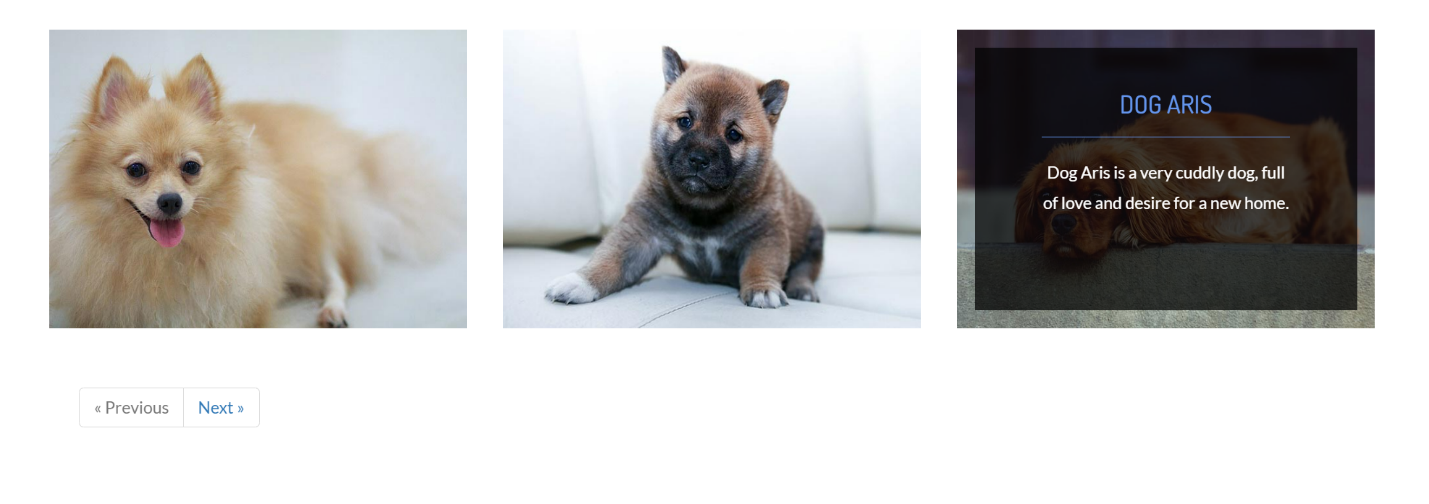 DOG ARIS
Dog Aris is a very cuddly dog, full
of love and desire for a new home.
« Previous
Next »